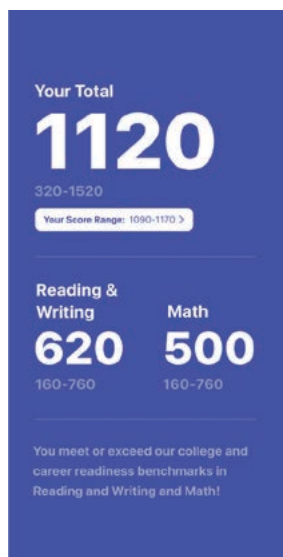 Your Total
1120
320-1520
Your Score Range: 1090-1170 >
Reading &
Writing
620
160-760
Math
500
160-760
You meet or exceed our college and
career readiness benchmarks in
Reading and Writing and Math!